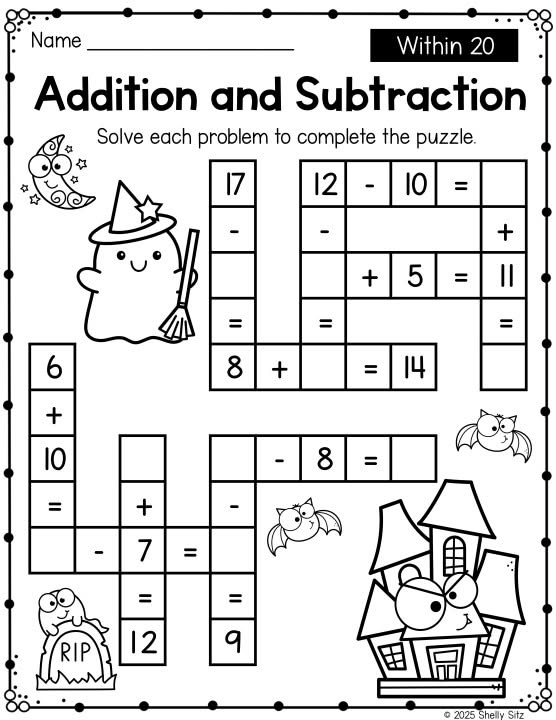 Name
Within 20
Addition and Subtraction
Solve each problem to complete the puzzle.
17 12 - 10 =
- - +
+ 5 = 11
= = =
6 8 + = 14
+
10 - 8 =
= + -
- 7 =
= =
12 9
RIP
© 2025 Shelly Sitz